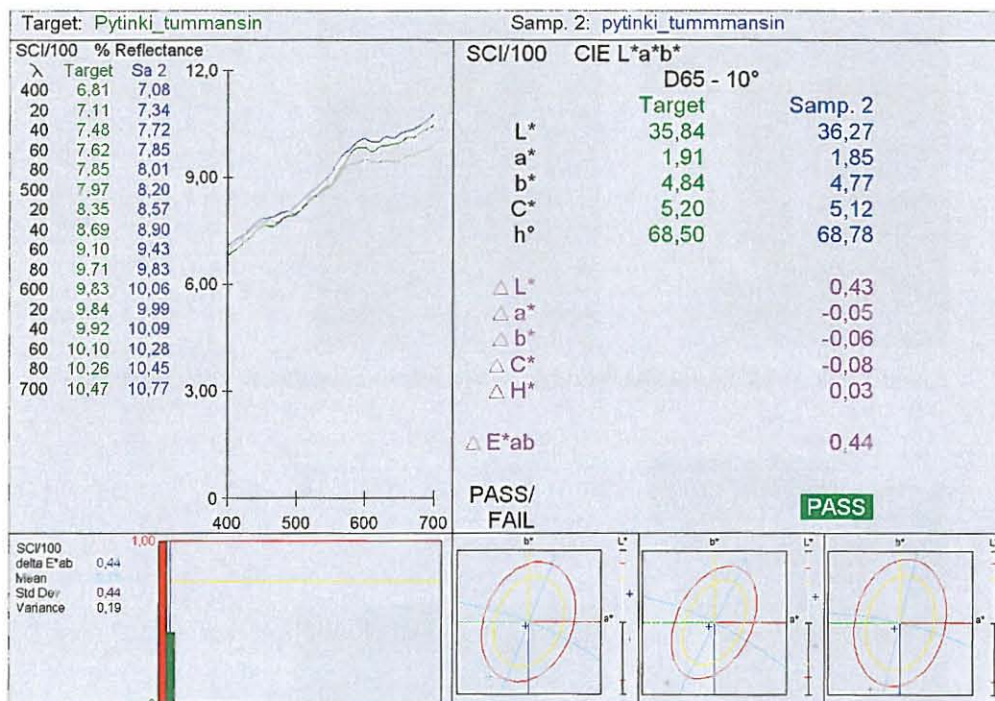 Target: Pytinki_tummansin
Samp. 2: pytinki_tummmansin
SCI/100 % Reflectance
λ Target Sa 2
400 6,81 7,08
20 7,11 7,34
40 7,48 7,72
60 7,62 7,85
80 7,85 8,01
500 7,97 8,20
20 8,35 8,57
40 8,69 8,90
60 9,10 9,43
80 9,71 9,83
600 9,83 10,06
20 9,84 9,99
40 9,92 10,09
60 10,10 10,28
80 10,26 10,45
700 10,47 10,77
12,0
9,00
6,00
3,00
0
400 500 600 700
SCI/100 CIE L*a*b*
D65 - 10°
Target Samp. 2
L* 35,84 36,27
a* 1,91 1,85
b* 4,84 4,77
C* 5,20 5,12
h° 68,50 68,78
△ L* 0,43
△ a* -0,05
△ b* -0,06
△ C* -0,08
△ H* 0,03
△ E*ab 0,44
PASS/
FAIL
PASS
SCI/100
delta E*ab 0,44
Mean
Std Dev 0,44
Variance 0,19
1,00
b* L* b* L* b* L*
a* a* a*